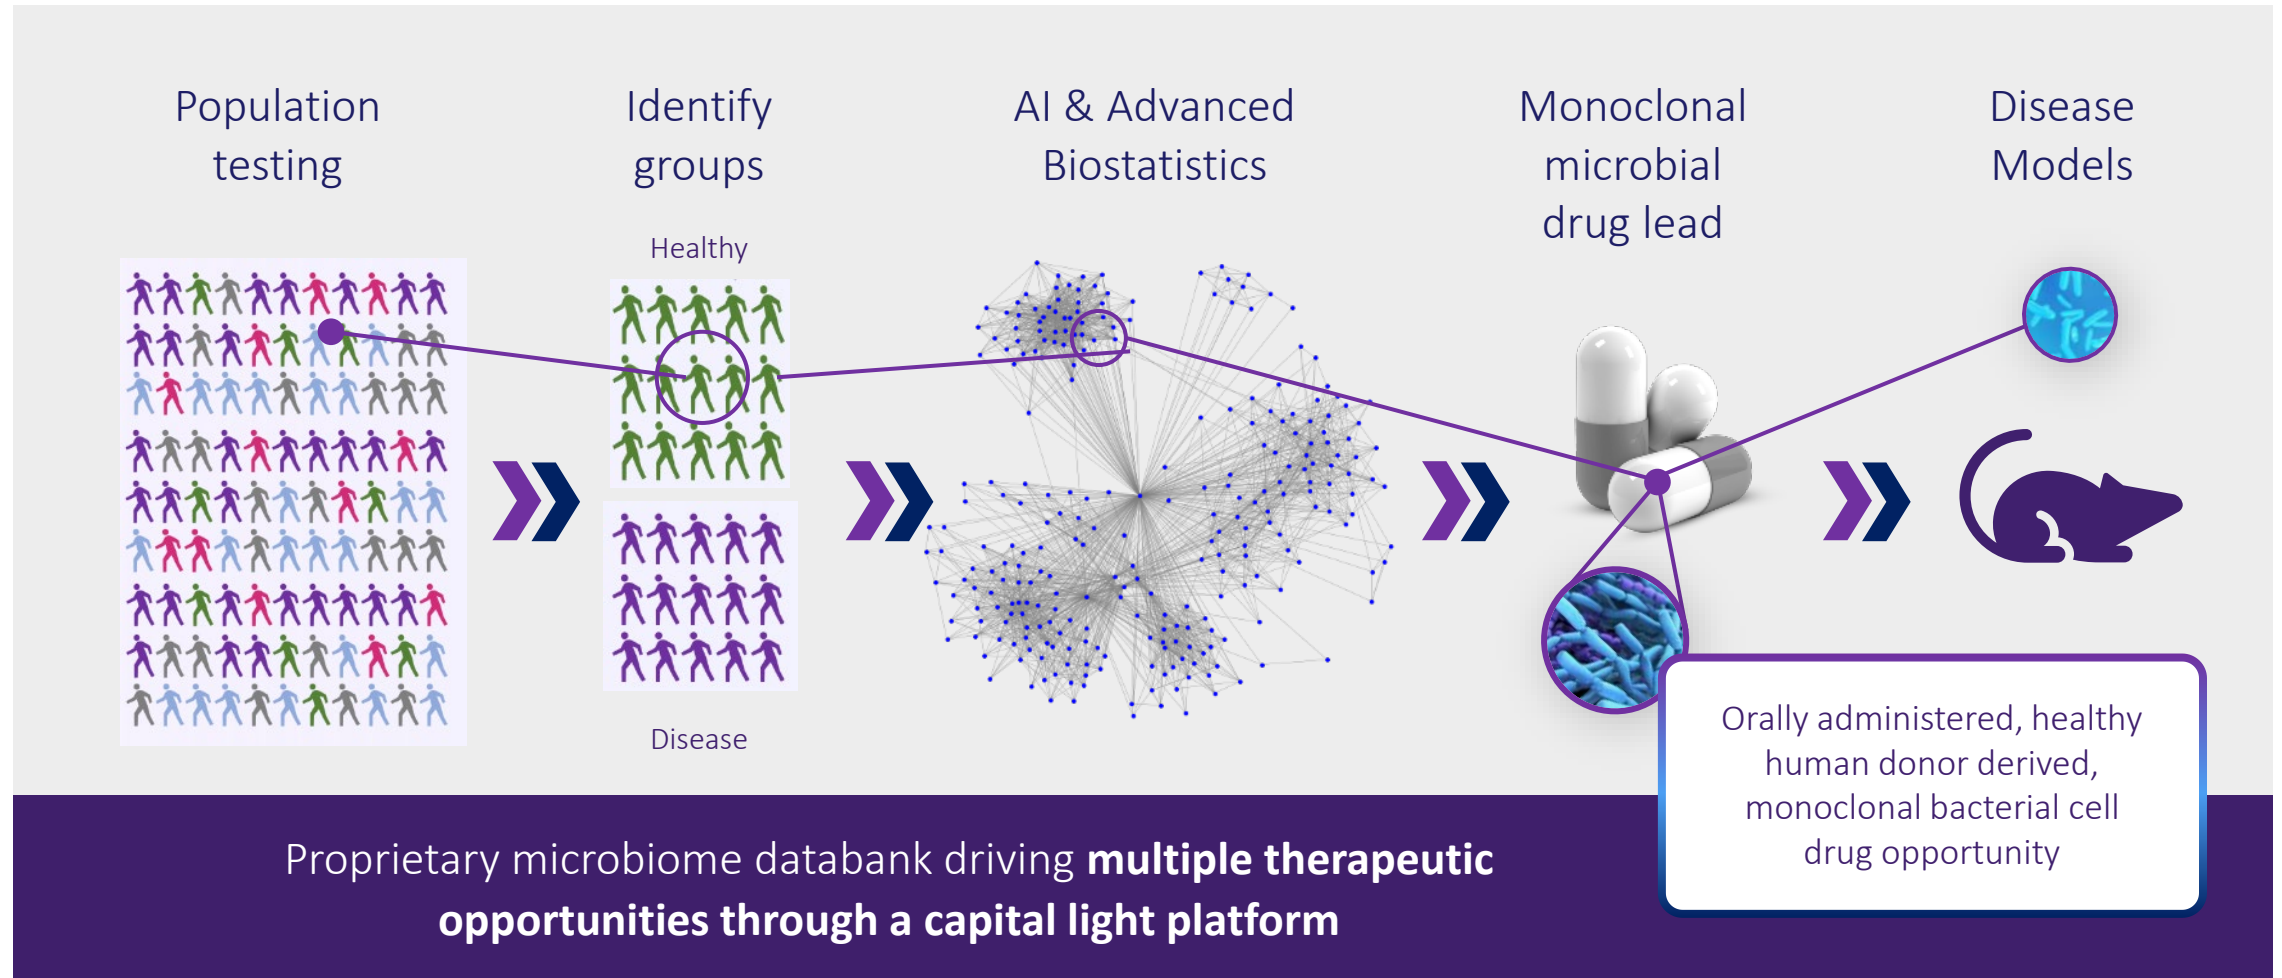 Population
testing
Identify
groups
AI & Advanced
Biostatistics
Monoclonal
microbial
drug lead
Disease
Models
Healthy
Disease
Orally administered, healthy
human donor derived,
monoclonal bacterial cell
drug opportunity
Proprietary microbiome databank driving multiple therapeutic
opportunities through a capital light platform